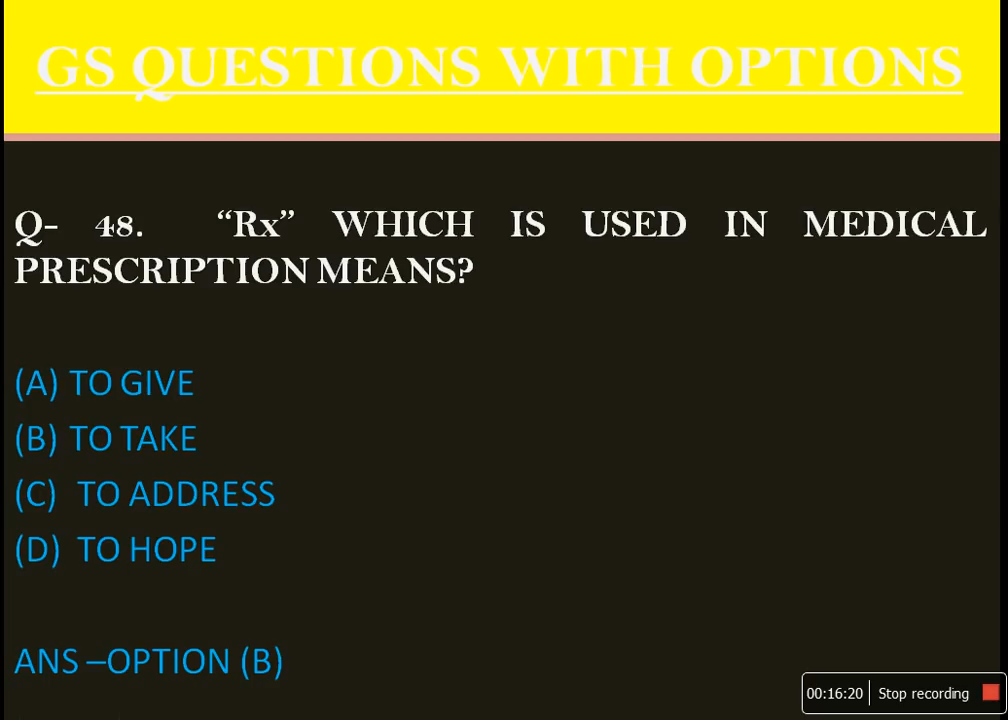 GS QUESTIONS WITH OPTIONS
Q- 48. “Rx” WHICH IS USED IN MEDICAL
PRESCRIPTION MEANS?
(A) TO GIVE
(B) TO TAKE
(C) TO ADDRESS
(D) TO HOPE
ANS –OPTION (B)
00:16:20 Stop recording